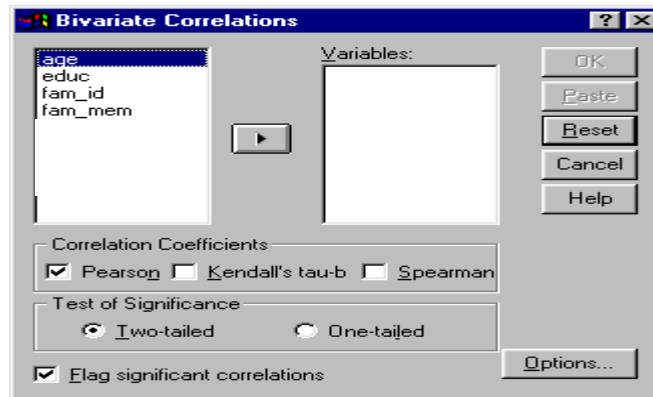 Bivariate Correlations
age
educ
fam_id
fam_mem
Variables:
OK
Paste
Reset
Cancel
Help
Correlation Coefficients
Pearson Kendall's tau-b Spearman
Test of Significance
Two-tailed One-tailed
Flag significant correlations
Options...